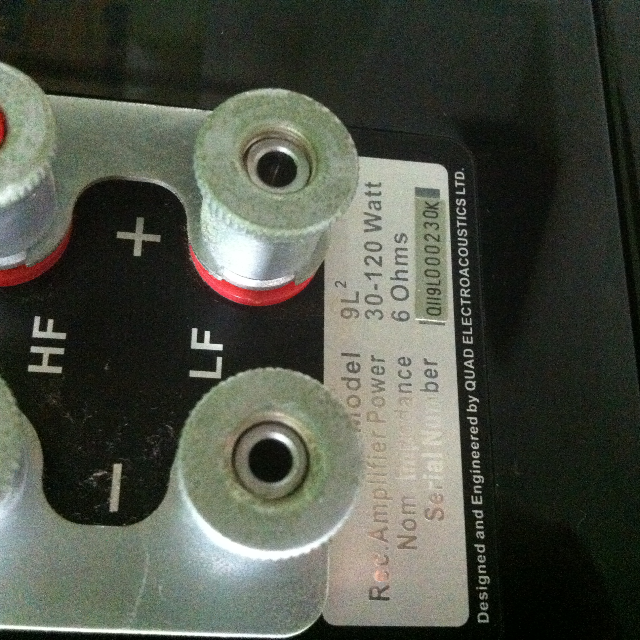 HF
LF
+
-
Model 9L²
Rec. Amplifier Power 30-120 Watt
Nom Impedance 6 Ohms
Serial Number
Designed and Engineered by QUAD ELECTROACOUSTICS LTD.